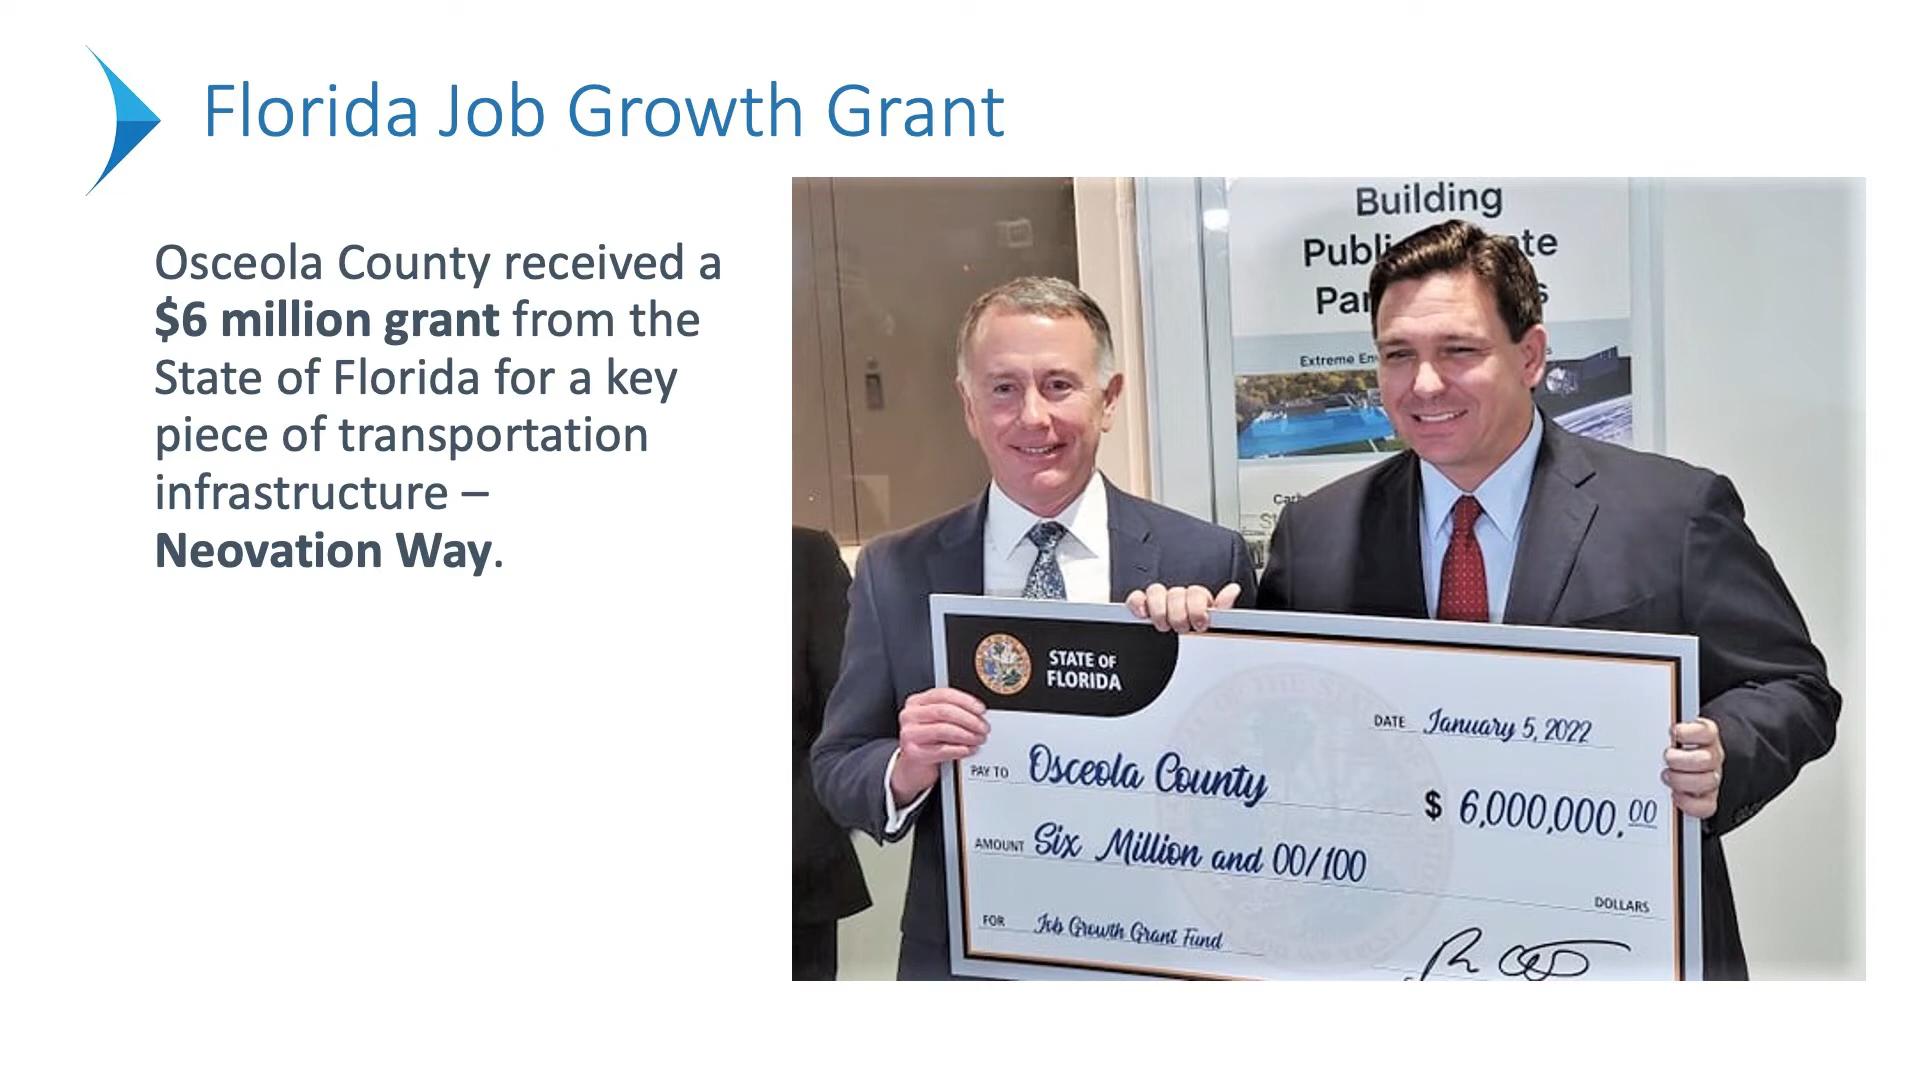 Florida Job Growth Grant
Osceola County received a
$6 million grant from the
State of Florida for a key
piece of transportation
infrastructure –
Neovation Way.
Building
Extreme
STATE OF
FLORIDA
DATE January 5, 2022
PAY TO Osceola County
$ 6,000,000.00
AMOUNT Six Million and 00/100
DOLLARS
FOR Job Growth Grant Fund